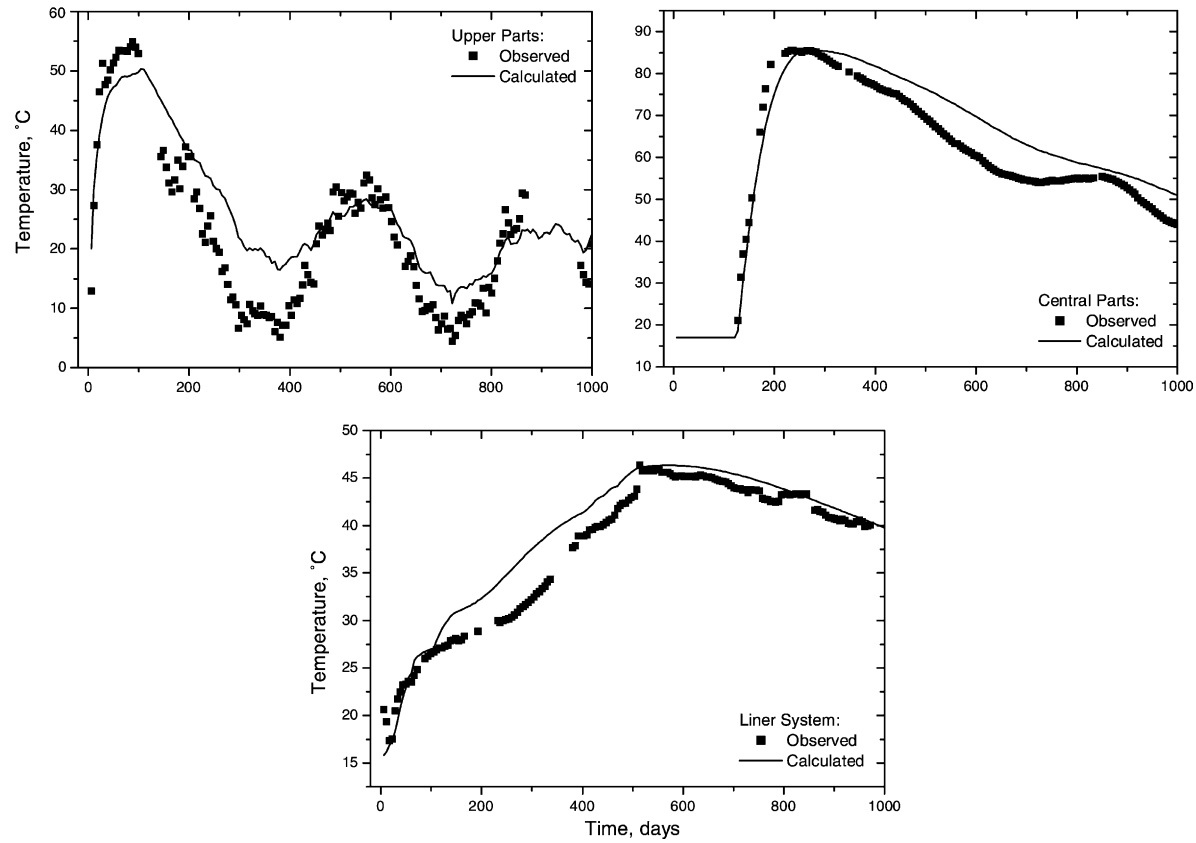 Upper Parts:
Observed
Calculated
Temperature, °C
60
50
40
30
20
10
0
0 200 400 600 800 1000
90
80
70
60
50
40
30
20
10
Central Parts:
Observed
Calculated
0 200 400 600 800 1000
50
45
40
35
30
25
20
15
Temperature, °C
Liner System:
Observed
Calculated
0 200 400 600 800 1000
Time, days